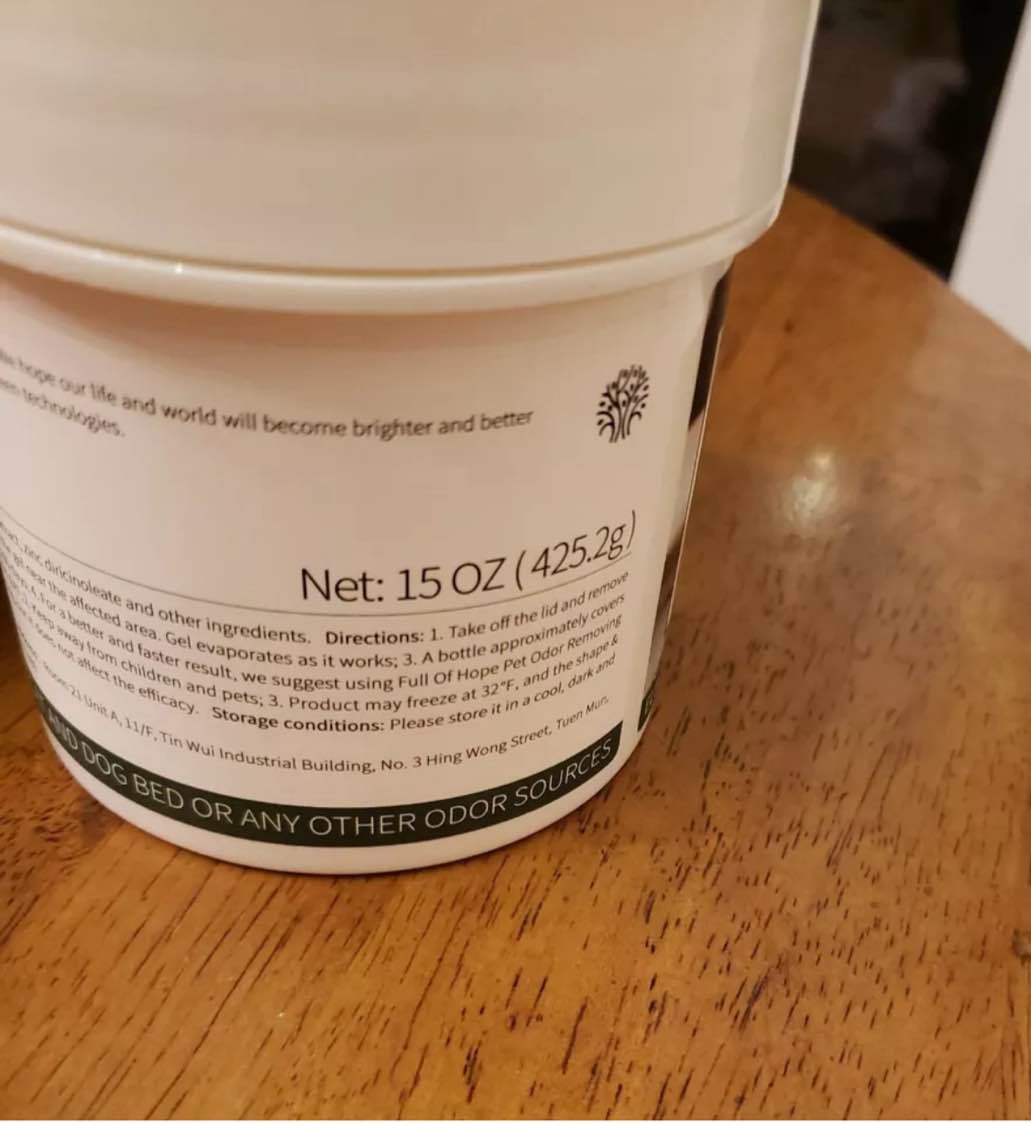 hope our life and world will become brighter and better
technologies.
Net: 15 OZ (425.2g)
diricinoleate and other ingredients. Directions: 1. Take off the lid and remove
near the affected area. Gel evaporates as it works; 3. A bottle approximately covers
For a better and faster result, we suggest using Full Of Hope Pet Odor Removing
Keep away from children and pets; 3. Product may freeze at 32°F, and the shape &
it does not affect the efficacy. Storage conditions: Please store it in a cool, dark and
Unit A, 11/F, Tin Wui Industrial Building, No. 3 Hing Wong Street, Tuen Mun,
AND DOG BED OR ANY OTHER ODOR SOURCES